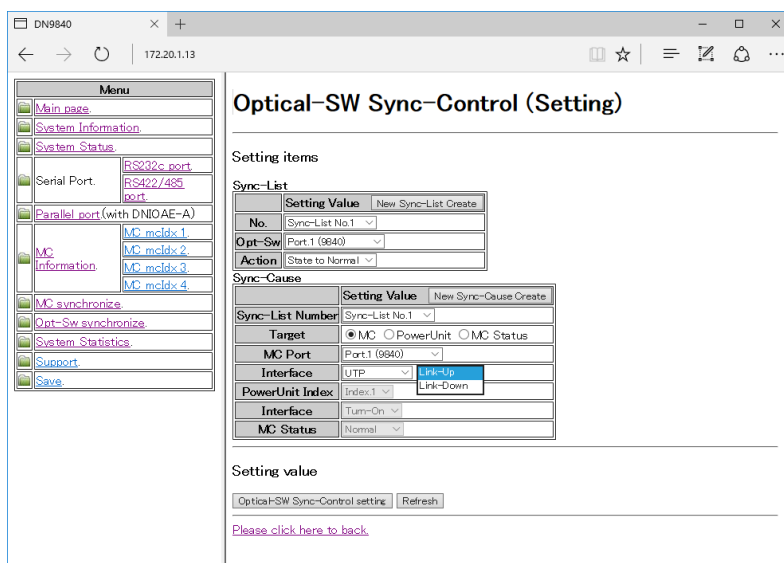 DN9840
172.20.1.13
Menu
Main page.
System Information.
System Status.
Serial Port.
RS232c port.
RS422/485 port.
Parallel port.(with DNIOAE-A)
MC Information.
MC mcIdx 1.
MC mcIdx 2.
MC mcIdx 3.
MC mcIdx 4.
MC synchronize.
Opt-Sw synchronize.
System Statistics.
Support.
Save.
Optical-SW Sync-Control (Setting)
Setting items
Sync-List
Setting Value New Sync-List Create
No. Sync-List No.1
Opt-Sw Port.1 (9840)
Action State to Normal
Sync-Cause
Setting Value New Sync-Cause Create
Sync-List Number Sync-List No.1
Target MC PowerUnit MC Status
MC Port Port.1 (9840)
Interface UTP Link-Up
Link-Down
PowerUnit Index Index.1
Interface Turn-On
MC Status Normal
Setting value
Optical-SW Sync-Control setting Refresh
Please click here to back.